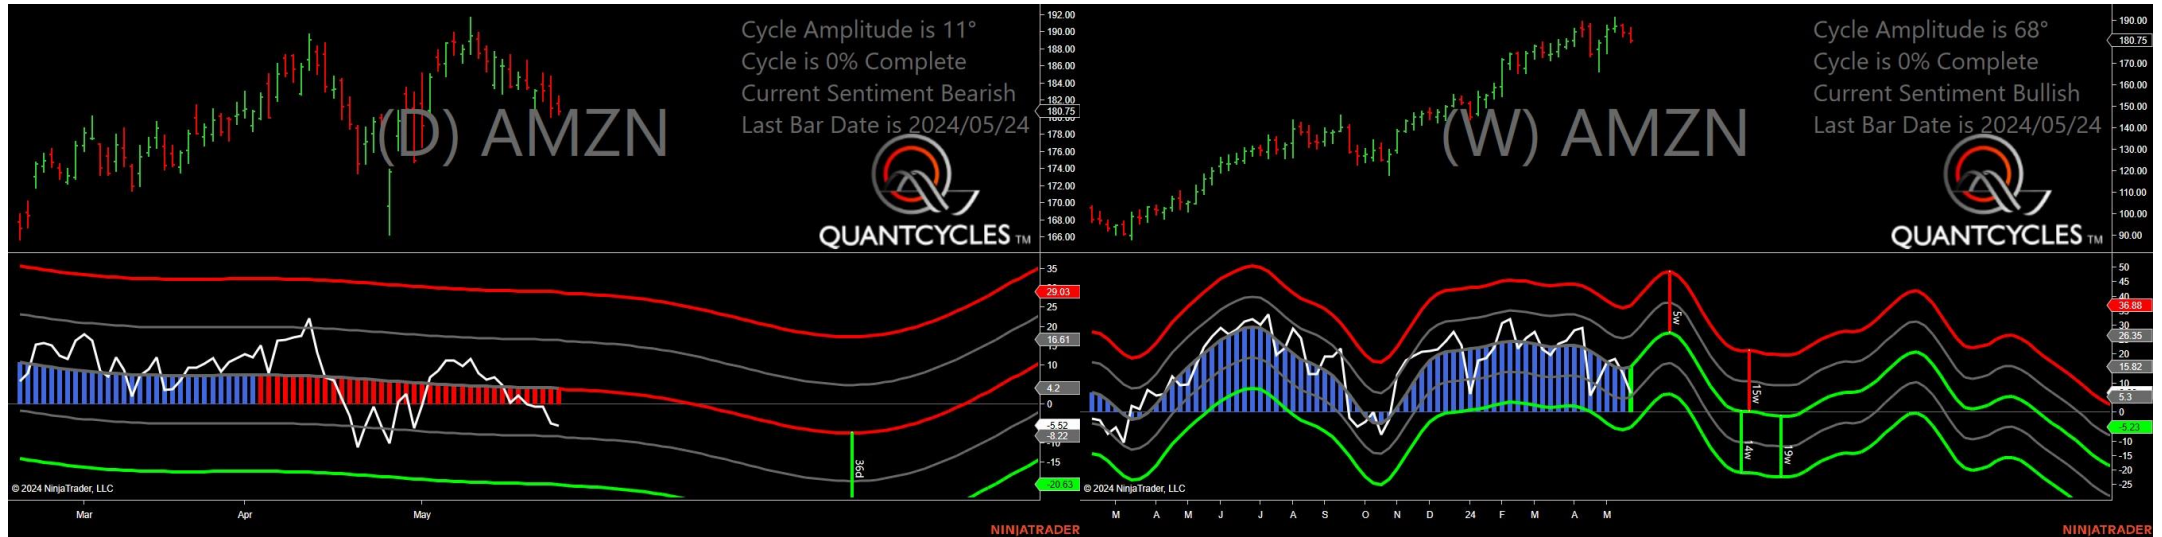 Cycle Amplitude is 11°
Cycle is 0% Complete
Current Sentiment Bearish
Last Bar Date is 2024/05/24
(D) AMZN
QUANTCYCLES TM
192.00
190.00
188.00
186.00
184.00
182.00
180.75
178.00
176.00
174.00
172.00
170.00
168.00
166.00
35
29.03
25
20
16.61
10
4.2
0
-5.52
-8.22
-15
-20.63
36d
© 2024 NinjaTrader, LLC
Mar Apr May
NINJATRADER
Cycle Amplitude is 68°
Cycle is 0% Complete
Current Sentiment Bullish
Last Bar Date is 2024/05/24
(W) AMZN
QUANTCYCLES TM
190.00
180.75
170.00
160.00
150.00
140.00
130.00
120.00
110.00
100.00
90.00
50
45
40
36.88
30
26.35
20
15.82
10
5.3
0
-5.23
-10
-15
-20
-25
5w
15w
14w
19w
© 2024 NinjaTrader, LLC
M A M J J A S O N D 24 F M A M
NINJATRADER